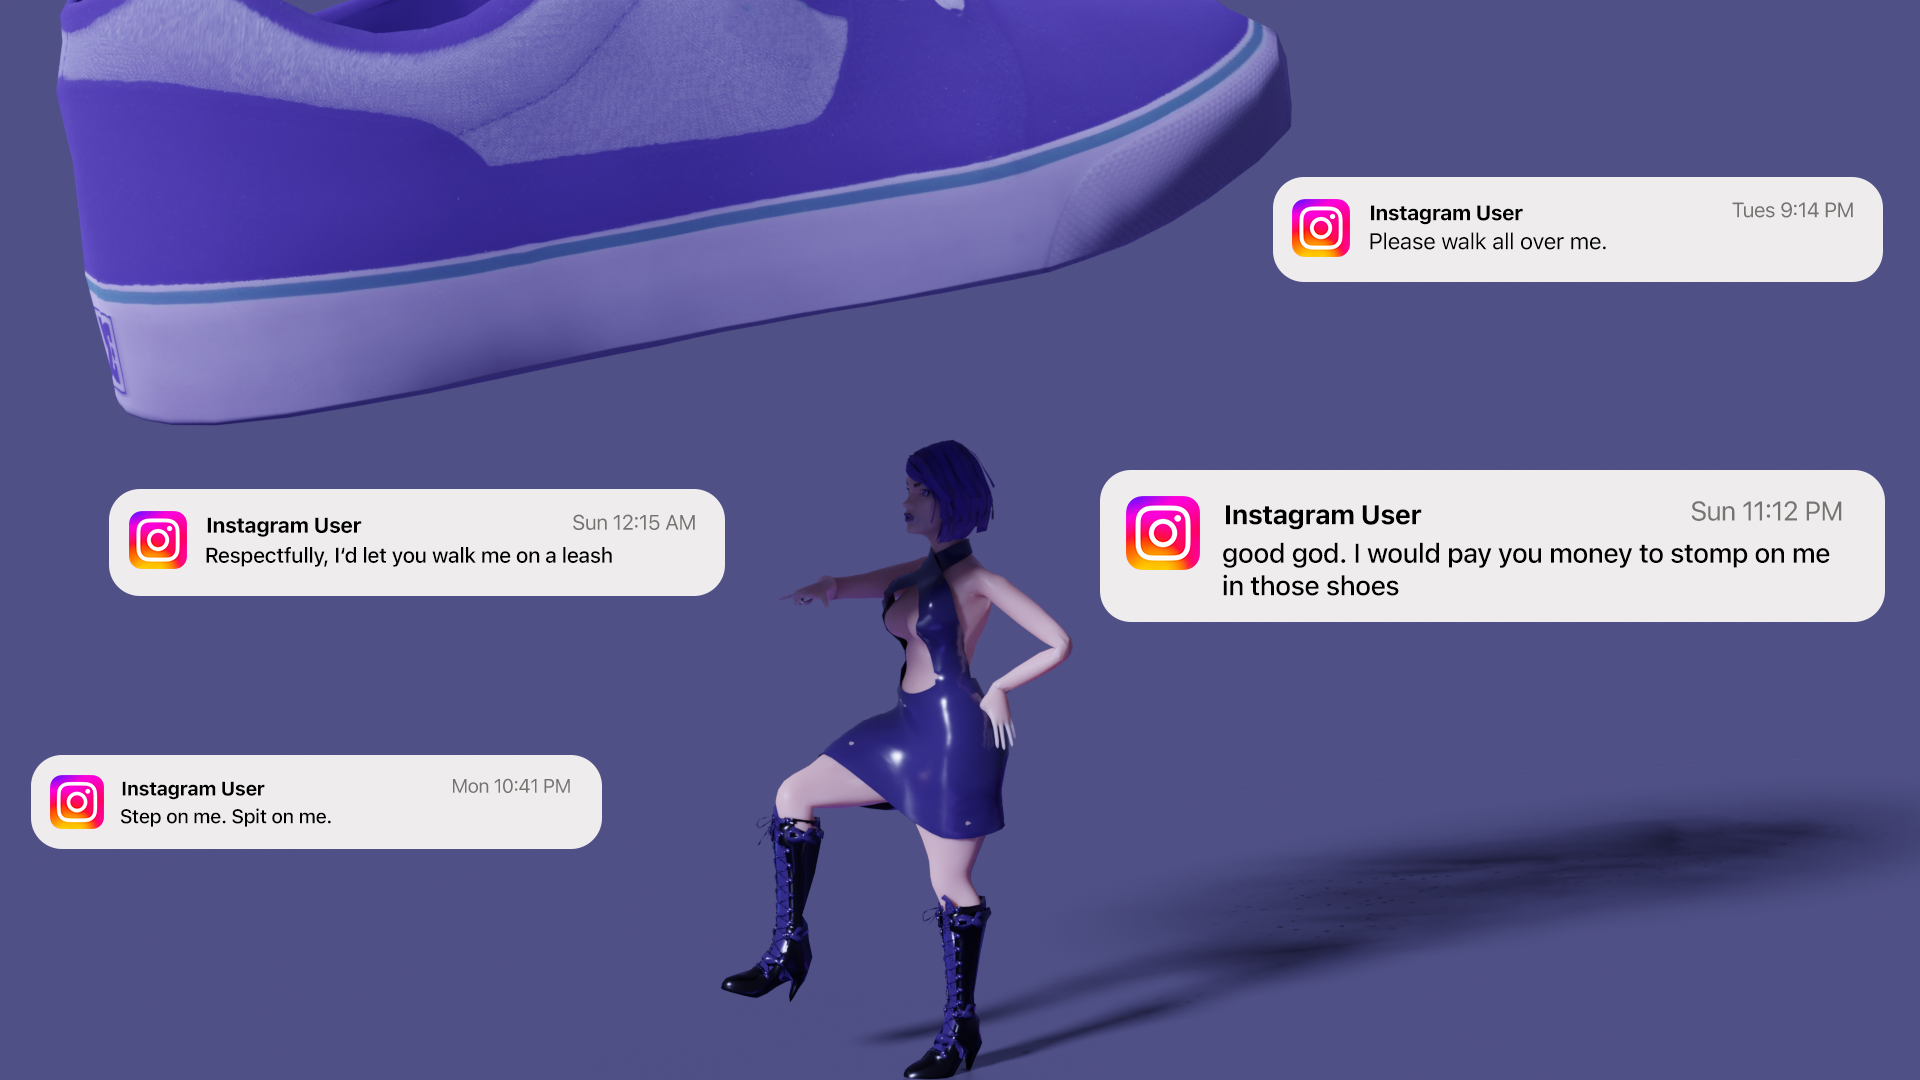 Instagram User
Tues 9:14 PM
Please walk all over me.
Instagram User
Sun 12:15 AM
Respectfully, I'd let you walk me on a leash
Instagram User
Sun 11:12 PM
good god. I would pay you money to stomp on me
in those shoes
Instagram User
Mon 10:41 PM
Step on me. Spit on me.